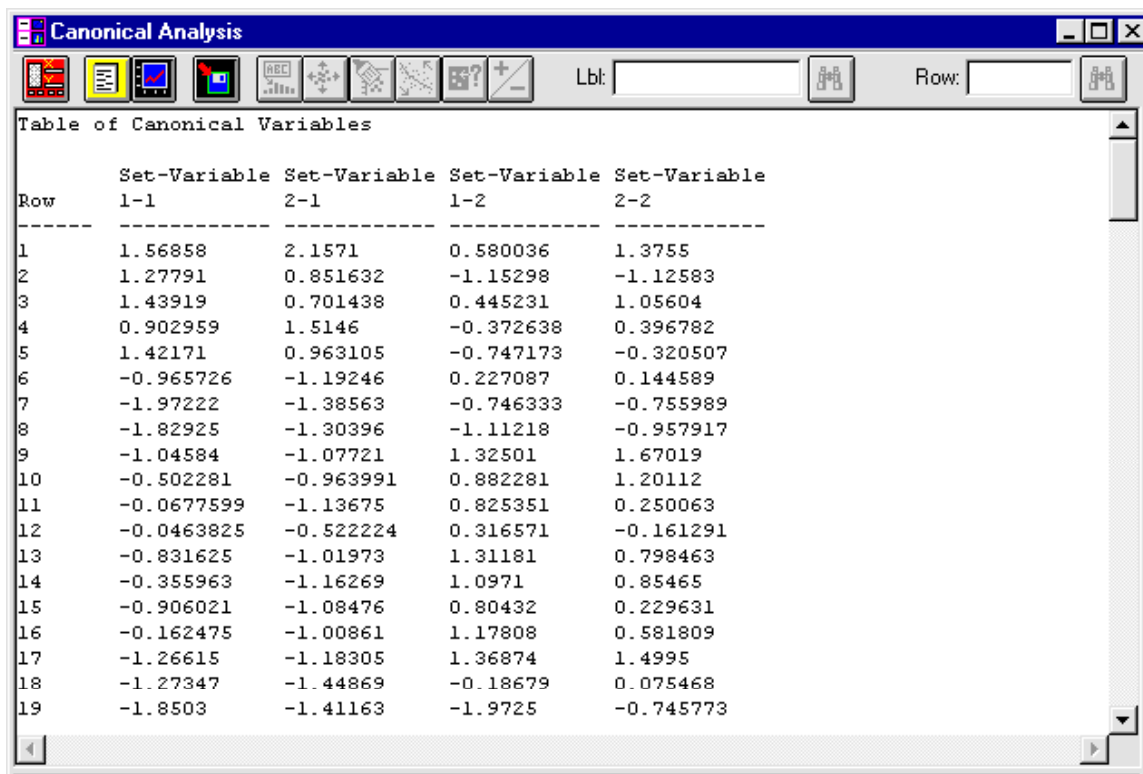 Canonical Analysis
ABC Lbl: Row:
Table of Canonical Variables
Set-Variable Set-Variable Set-Variable Set-Variable
Row 1-1 2-1 1-2 2-2
------ ------------ ------------ ------------ ------------
1 1.56858 2.1571 0.580036 1.3755
2 1.27791 0.851632 -1.15298 -1.12583
3 1.43919 0.701438 0.445231 1.05604
4 0.902959 1.5146 -0.372638 0.396782
5 1.42171 0.963105 -0.747173 -0.320507
6 -0.965726 -1.19246 0.227087 0.144589
7 -1.97222 -1.38563 -0.746333 -0.755989
8 -1.82925 -1.30396 -1.11218 -0.957917
9 -1.04584 -1.07721 1.32501 1.67019
10 -0.502281 -0.963991 0.882281 1.20112
11 -0.0677599 -1.13675 0.825351 0.250063
12 -0.0463825 -0.522224 0.316571 -0.161291
13 -0.831625 -1.01973 1.31181 0.798463
14 -0.355963 -1.16269 1.0971 0.85465
15 -0.906021 -1.08476 0.80432 0.229631
16 -0.162475 -1.00861 1.17808 0.581809
17 -1.26615 -1.18305 1.36874 1.4995
18 -1.27347 -1.44869 -0.18679 0.075468
19 -1.8503 -1.41163 -1.9725 -0.745773